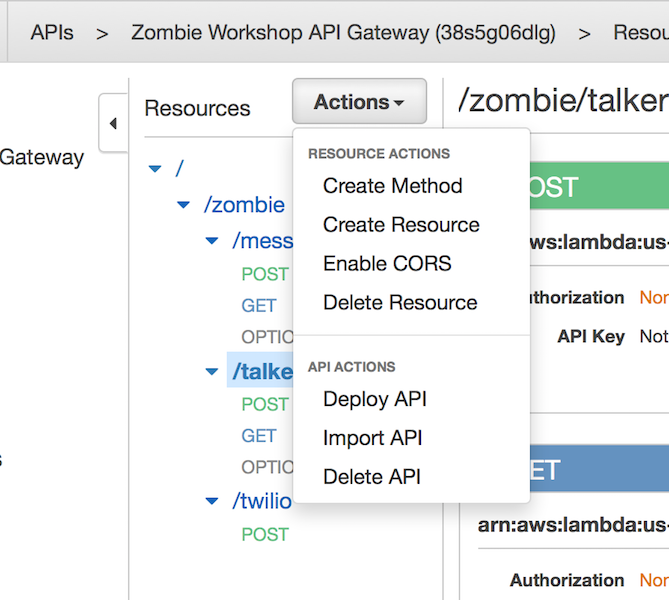 APIs > Zombie Workshop API Gateway (38s5g06dlg) > Resou
Gateway
Resources
Actions
/
/zombie
/mess
POST
GET
OPTIO
/talke
POST
GET
OPTIO
/twilio
POST
RESOURCE ACTIONS
Create Method
Create Resource
Enable CORS
Delete Resource
API ACTIONS
Deploy API
Import API
Delete API
/zombie/talker
OST
aws:lambda:us-
uthorization Nor
API Key Not
ET
arn:aws:lambda:us-
Authorization Nor